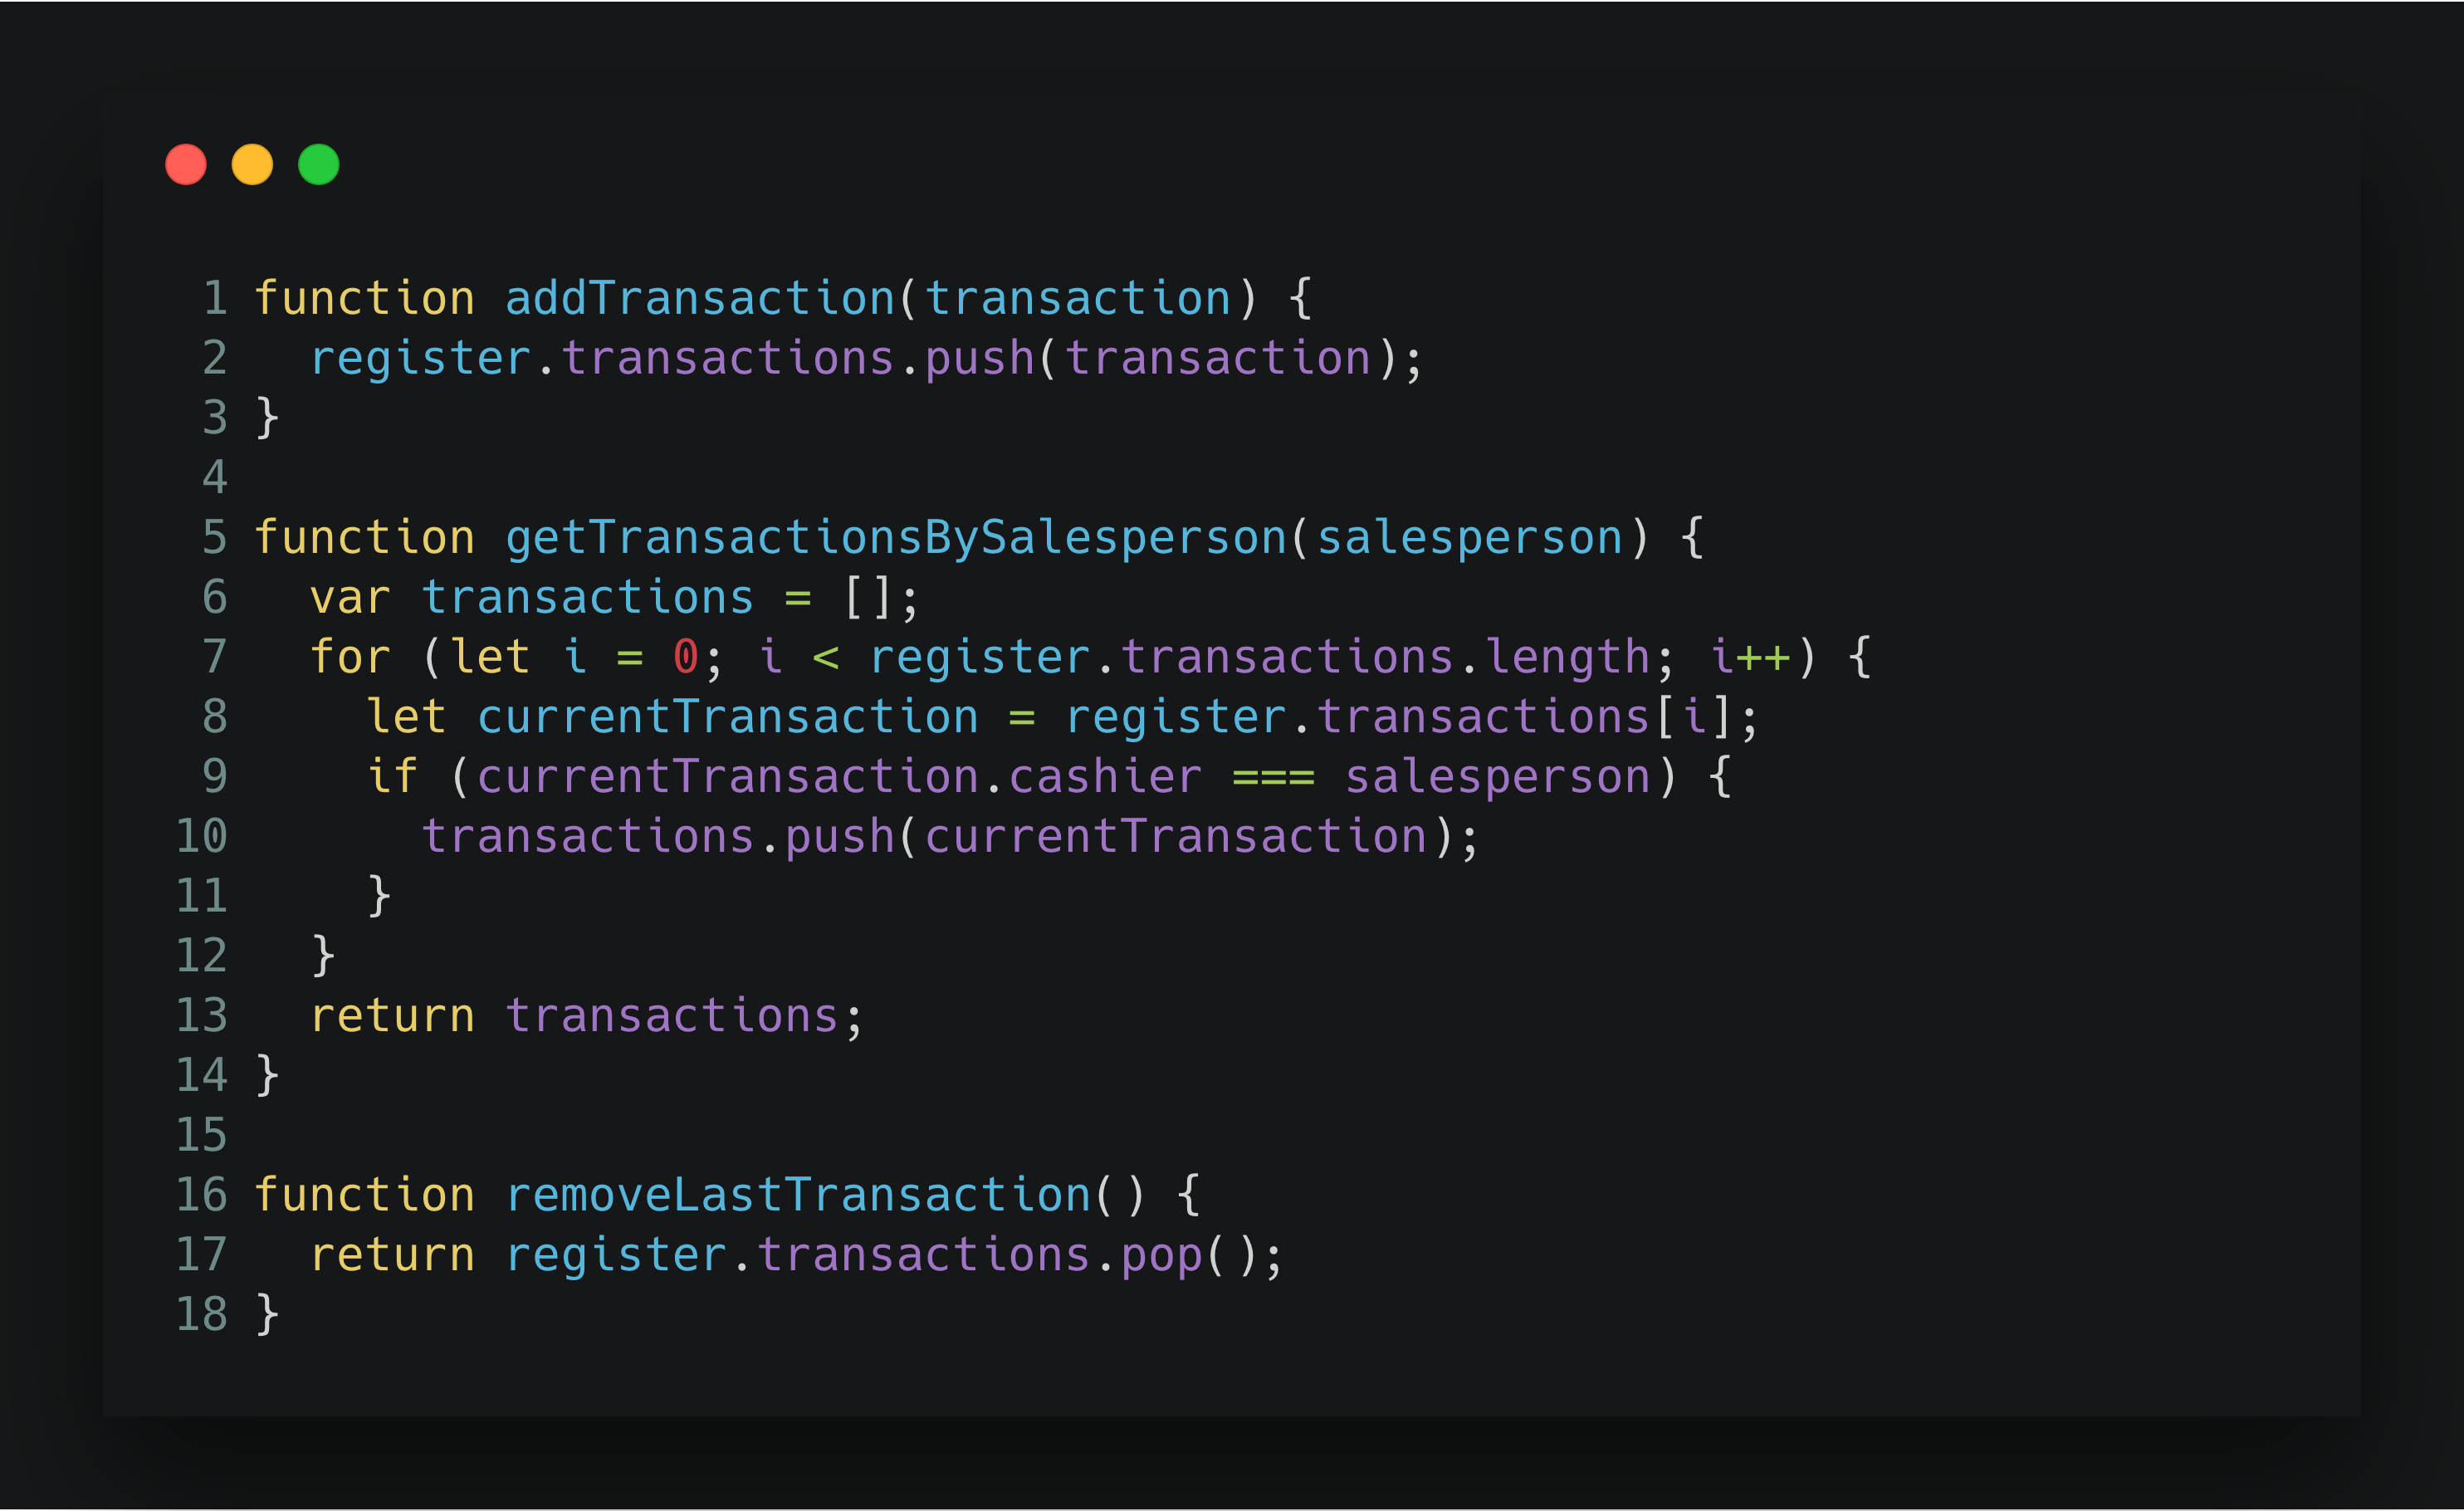 1 function addTransaction(transaction) {
2   register.transactions.push(transaction);
3 }
4
5 function getTransactionsBySalesperson(salesperson) {
6   var transactions = [];
7   for (let i = 0; i < register.transactions.length; i++) {
8     let currentTransaction = register.transactions[i];
9     if (currentTransaction.cashier === salesperson) {
10       transactions.push(currentTransaction);
11     }
12   }
13   return transactions;
14 }
15
16 function removeLastTransaction() {
17   return register.transactions.pop();
18 }